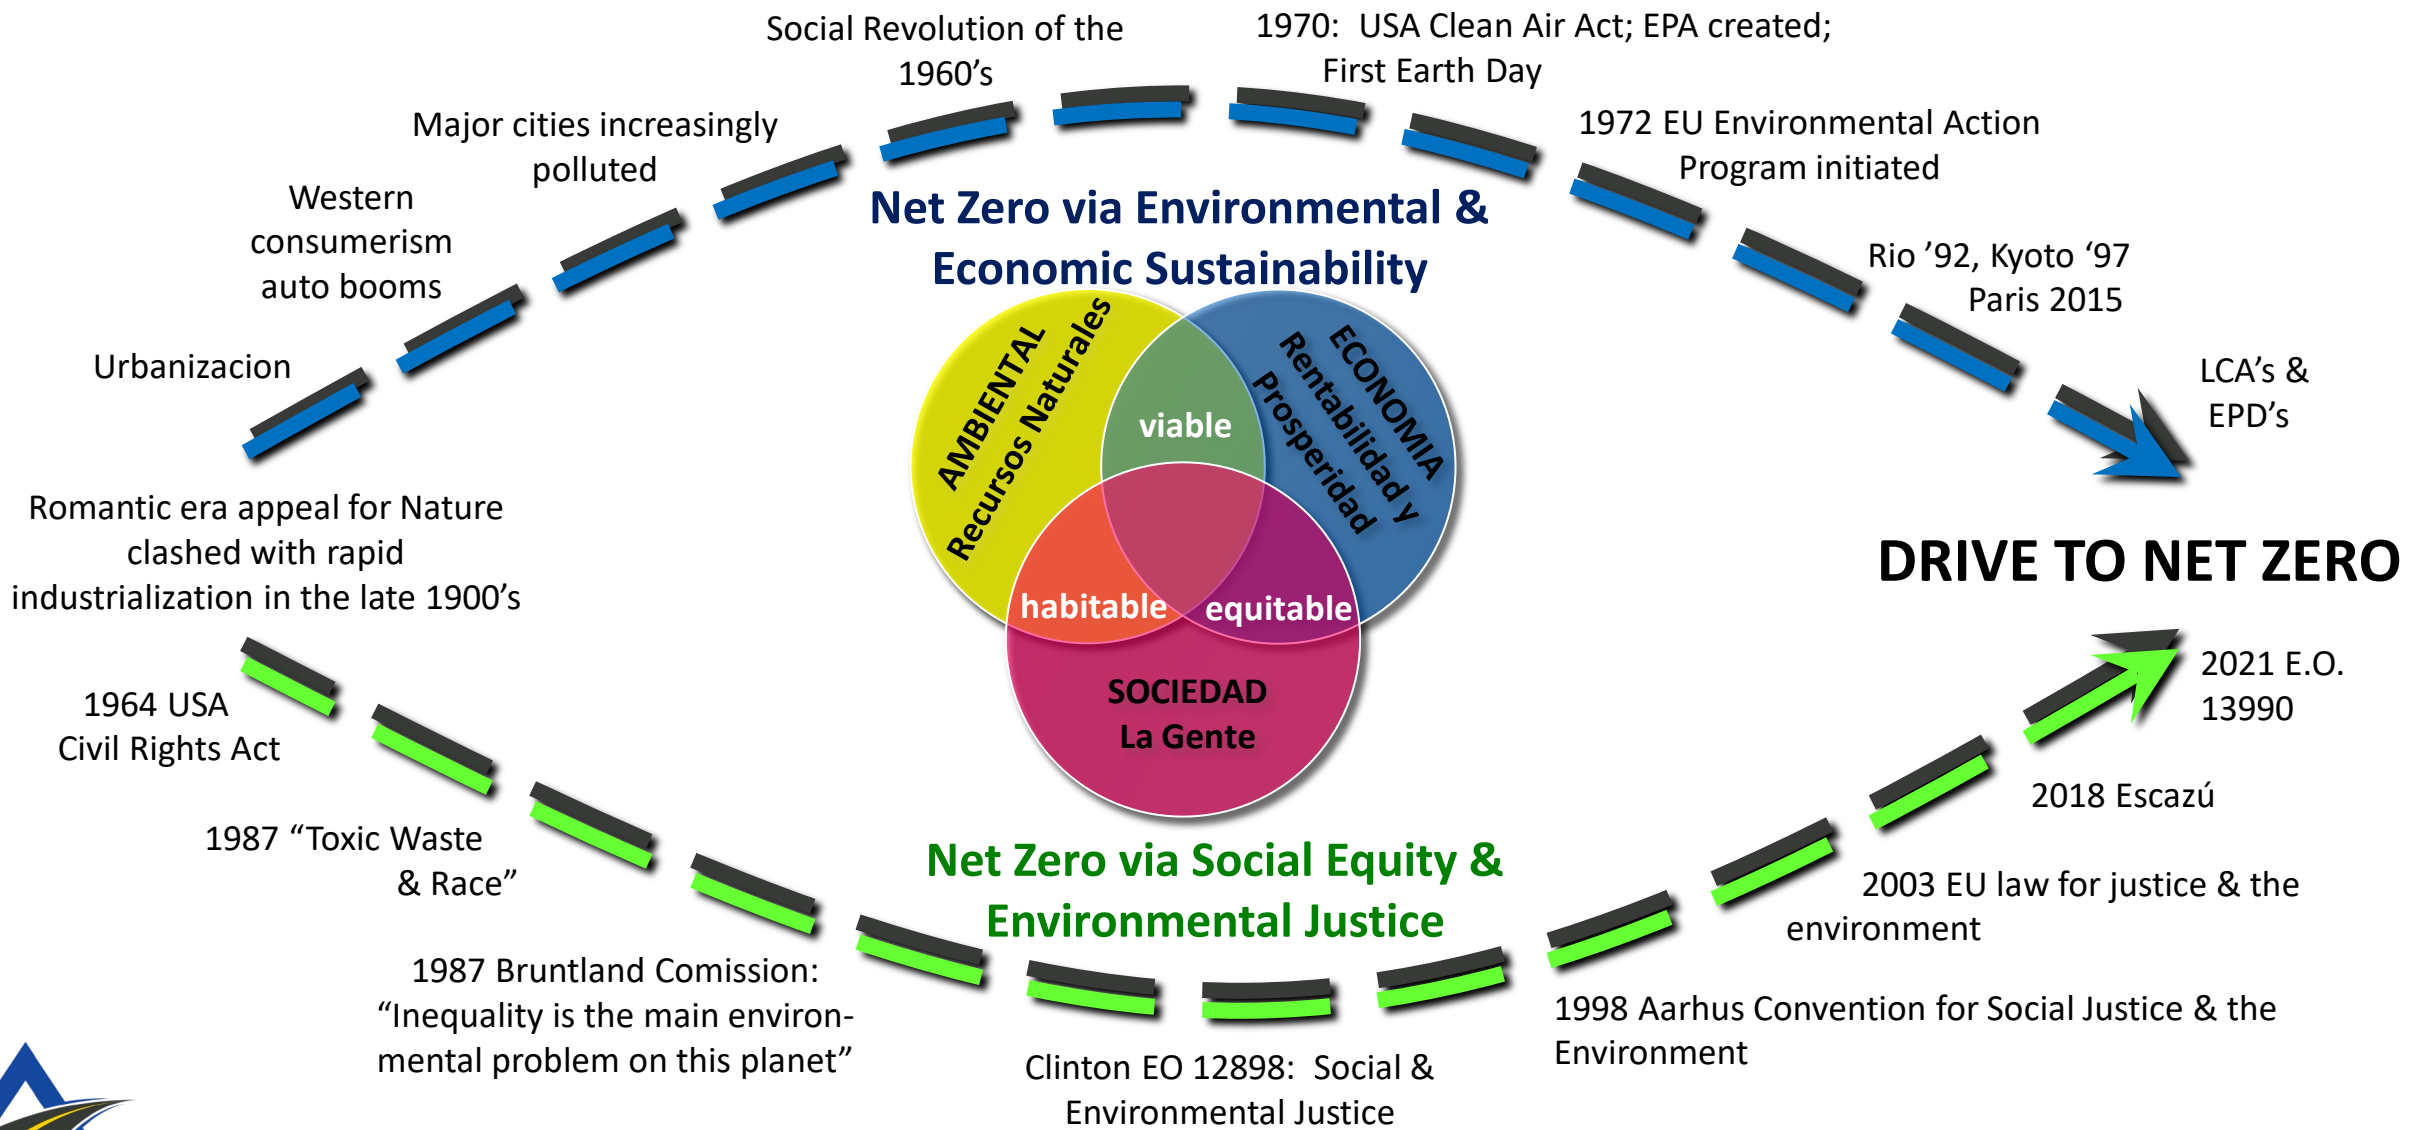 Social Revolution of the
1960’s
1970:  USA Clean Air Act; EPA created;
First Earth Day
Major cities increasingly
polluted
1972 EU Environmental Action
Program initiated
Western
consumerism
auto booms
Net Zero via Environmental &
Economic Sustainability
Rio ’92, Kyoto ‘97
Paris 2015
Urbanizacion
LCA’s &
EPD’s
AMBIENTAL
Recursos Naturales
ECONOMIA
Rentabilidad y
Prosperidad
viable
habitable
equitable
SOCIEDAD
La Gente
Romantic era appeal for Nature
clashed with rapid
industrialization in the late 1900’s
DRIVE TO NET ZERO
1964 USA
Civil Rights Act
2021 E.O.
13990
1987 “Toxic Waste
& Race”
2018 Escazú
Net Zero via Social Equity &
Environmental Justice
2003 EU law for justice & the
environment
1987 Bruntland Comission:
“Inequality is the main environ-
mental problem on this planet”
Clinton EO 12898:  Social &
Environmental Justice
1998 Aarhus Convention for Social Justice & the
Environment